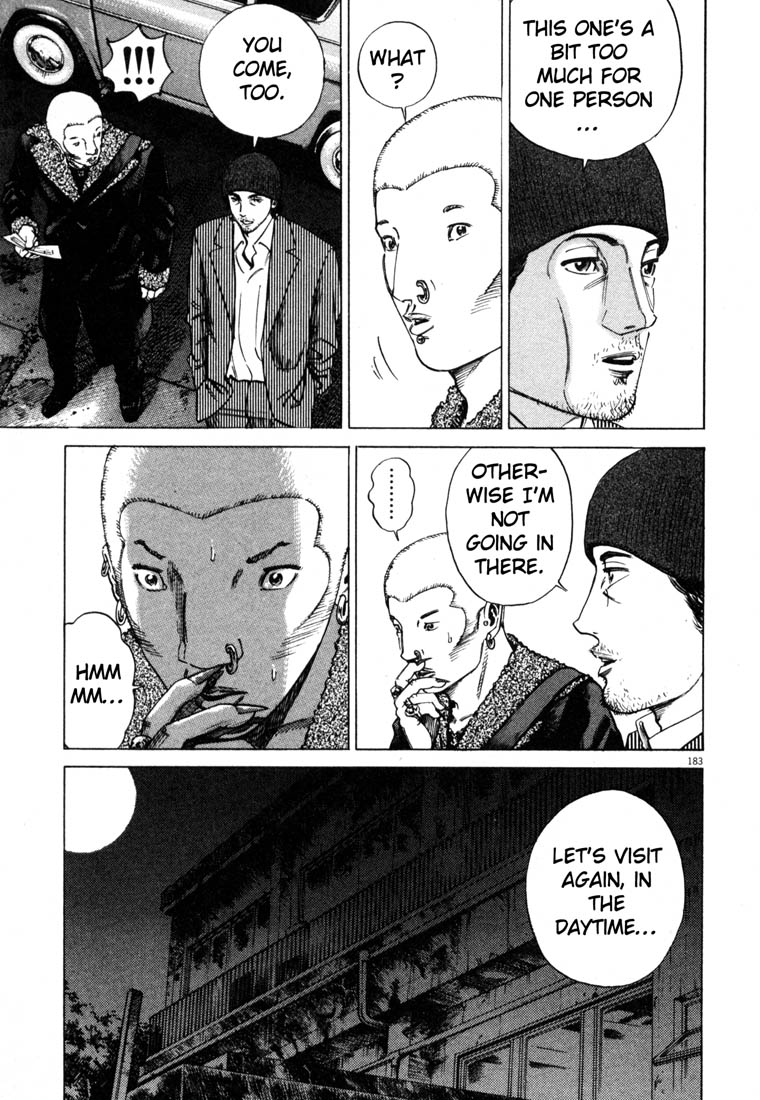 THIS ONE'S A
BIT TOO
MUCH FOR
ONE PERSON
...
WHAT
?
YOU
COME,
TOO.
!!!
OTHER-
WISE I'M
NOT
GOING IN
THERE.
.........
HMM
MM...
183
LET'S VISIT
AGAIN, IN
THE
DAYTIME...